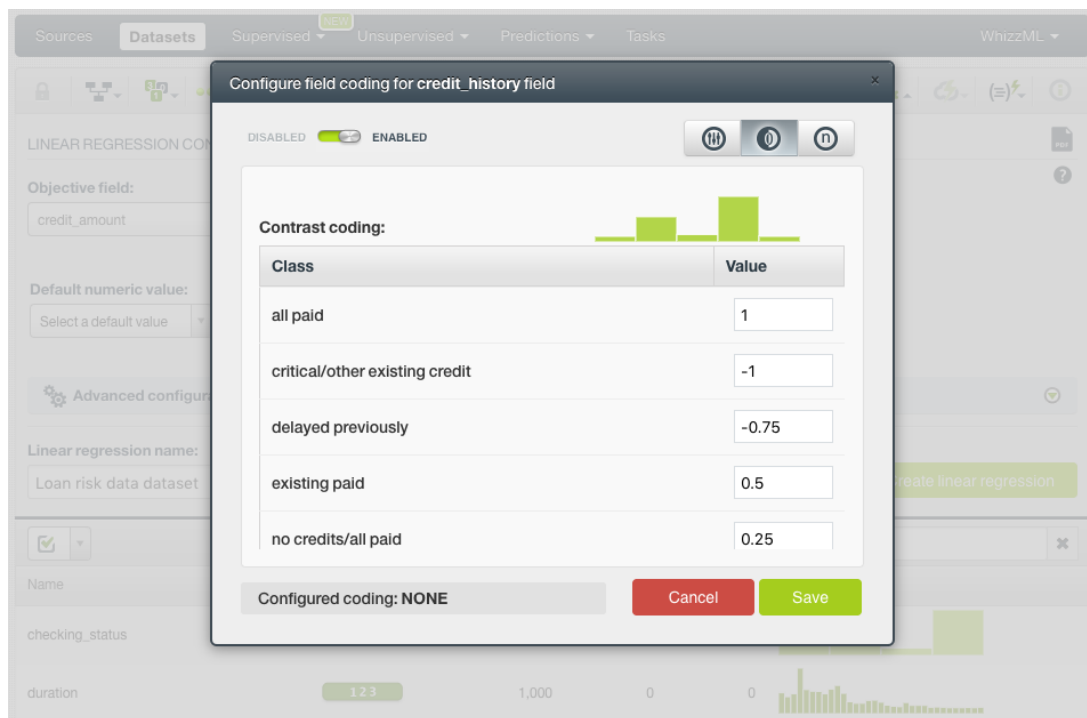 NEW
Sources Datasets Supervised Unsupervised Predictions Tasks WhizzML
Configure field coding for credit_history field ×
LINEAR REGRESSION CON
DISABLED ENABLED n
PDF
Objective field:
?
credit_amount
Contrast coding:
Class Value
Default numeric value:
Select a default value
all paid 1
critical/other existing credit -1
Advanced configur
delayed previously -0.75
Linear regression name:
Loan risk data dataset
existing paid 0.5
reate linear regression
no credits/all paid 0.25
Name
Configured coding: NONE Cancel Save
checking_status
duration 1 2 3 1,000 0 0